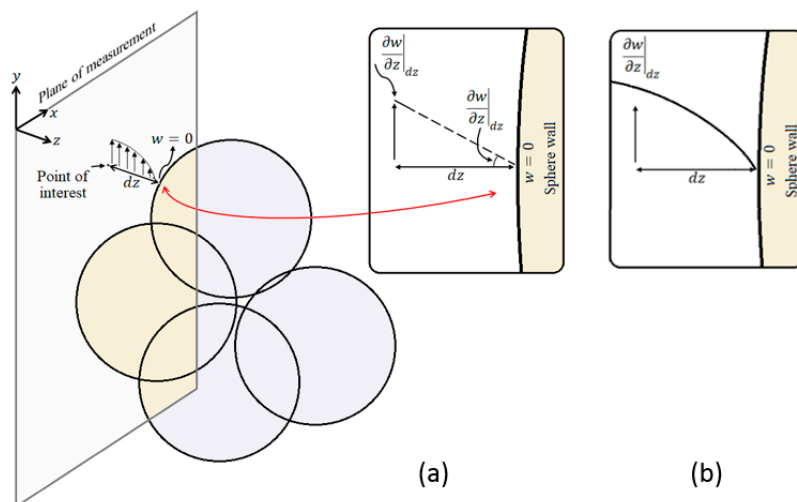 y
Plane of measurement
x
z
w = 0
Point of
interest
dz
∂w
∂z|dz
∂w
∂z|dz
dz
w = 0
Sphere wall
(a)
∂w
∂z|dz
dz
w = 0
Sphere wall
(b)